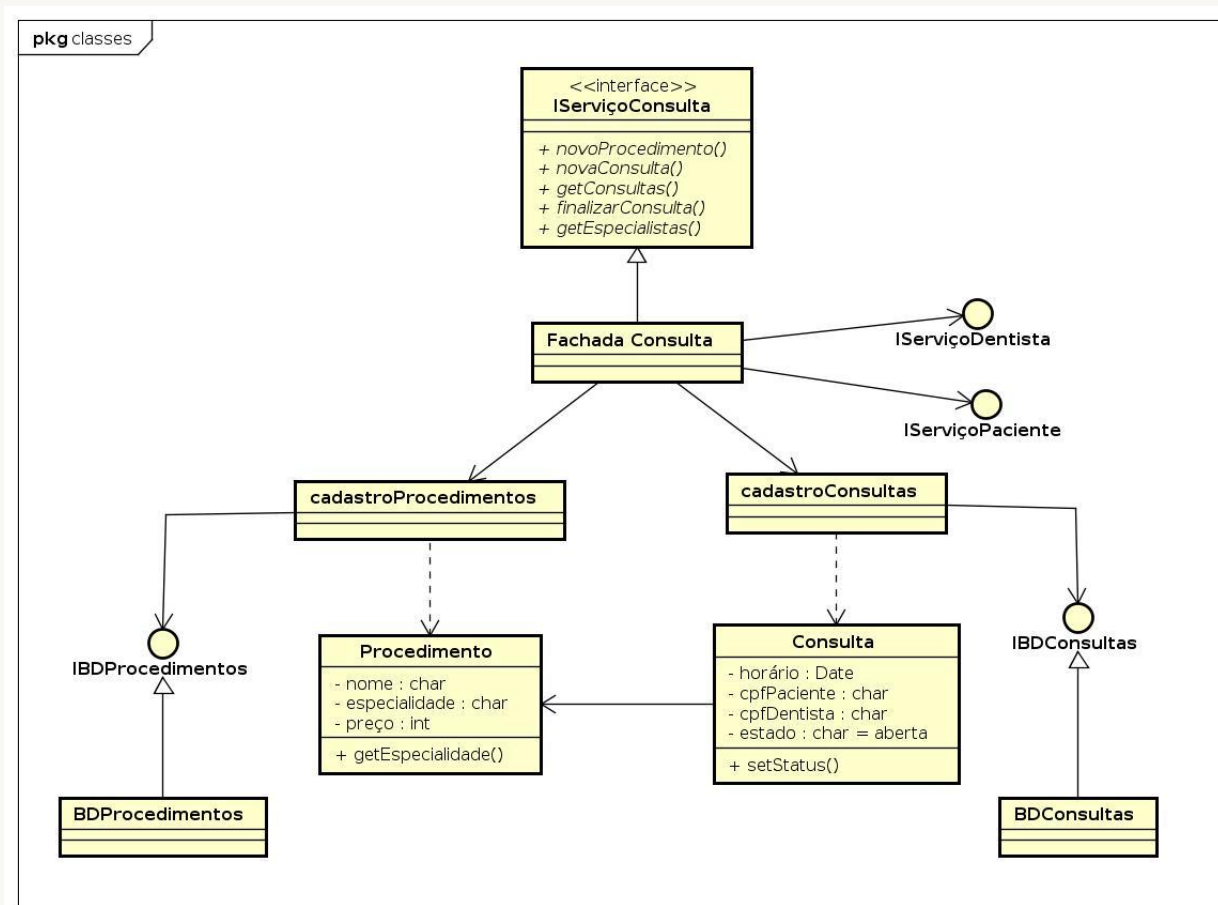 pkg classes
<<interface>>
IServiçoConsulta
+ novoProcedimento()
+ novaConsulta()
+ getConsultas()
+ finalizarConsulta()
+ getEspecialistas()
Fachada Consulta
IServiçoDentista
IServiçoPaciente
cadastroProcedimentos
cadastroConsultas
IBDProcedimentos
Procedimento
- nome : char
- especialidade : char
- preço : int
+ getEspecialidade()
Consulta
- horário : Date
- cpfPaciente : char
- cpfDentista : char
- estado : char = aberta
+ setStatus()
IBDConsultas
BDProcedimentos
BDConsultas